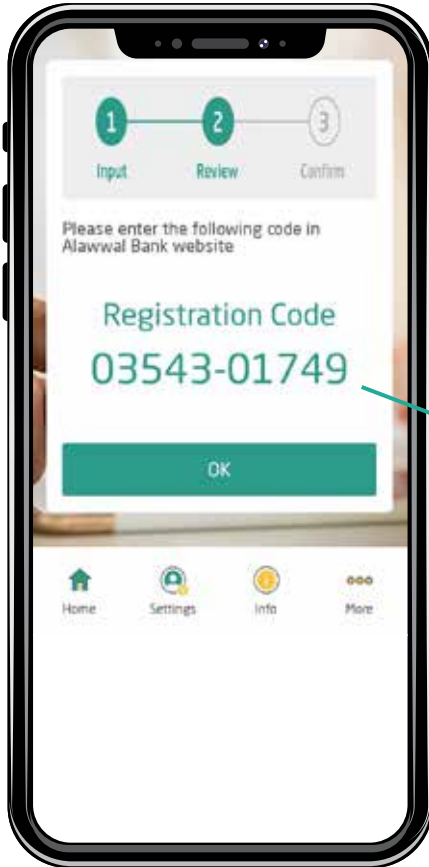 1
2
3
Input
Review
Confirm
Please enter the following code in
Alawwal Bank website
Registration Code
03543-01749
OK
Home
Settings
Info
More